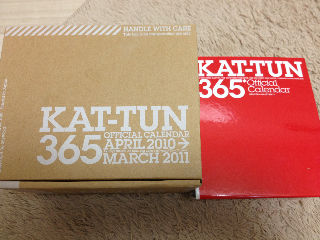 HANDLE WITH CARE
KAT-TUN
365
OFFICIAL CALENDAR
APRIL 2010→
MARCH 2011
KAT-TUN
365+
Official
Calendar